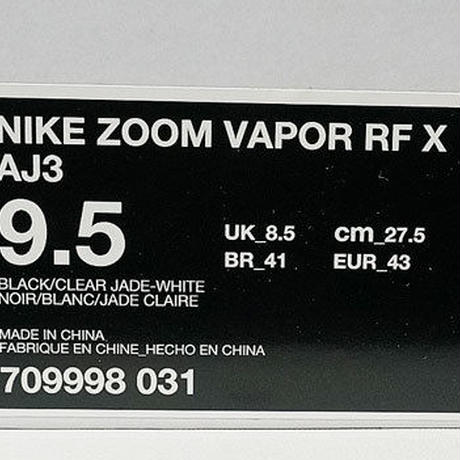 NIKE ZOOM VAPOR RF X
AJ3
9.5
UK_8.5 cm_27.5
BR_41 EUR_43
BLACK/CLEAR JADE-WHITE
NOIR/BLANC/JADE CLAIRE
MADE IN CHINA
FABRIQUE EN CHINE_HECHO EN CHINA
709998 031